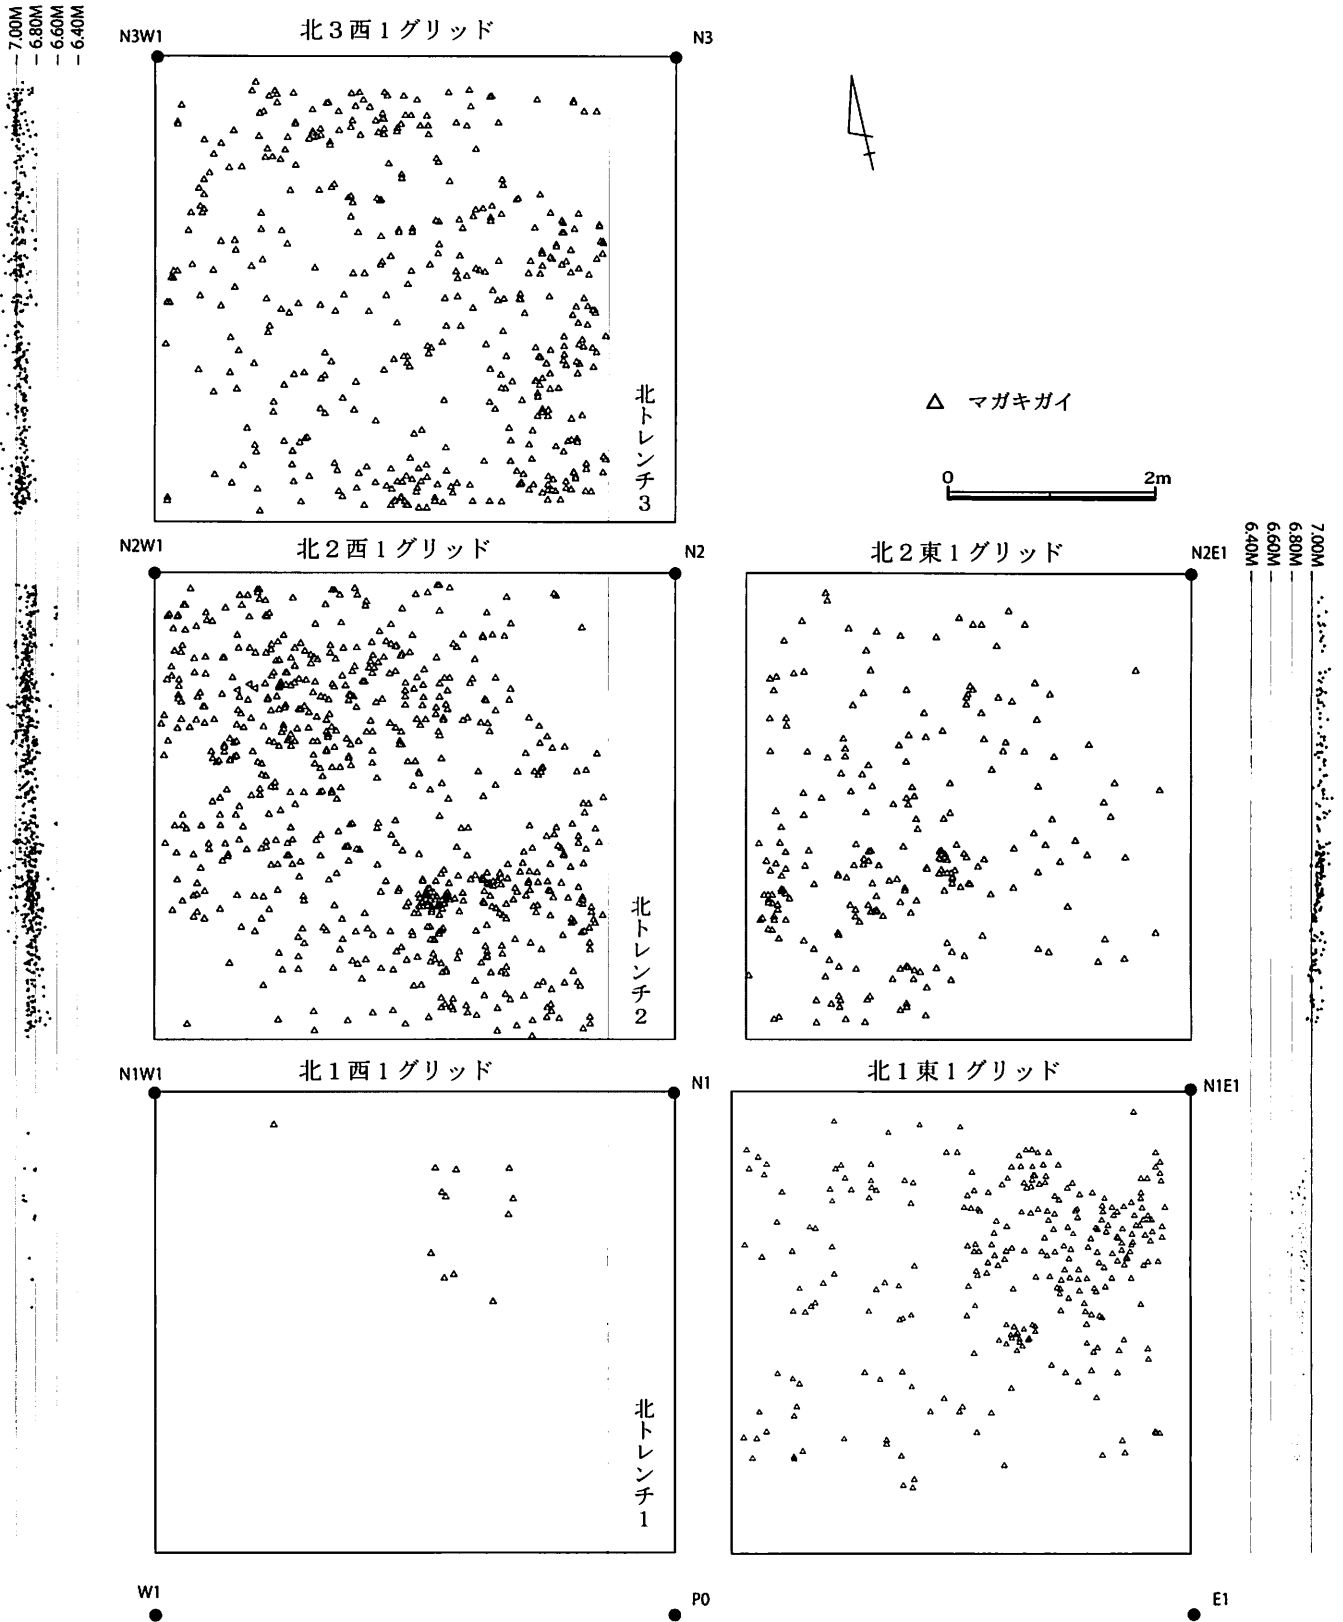 7.00M
6.80M
6.60M
6.40M
N3W1
北3西1グリッド
N3
北トレンチ3
△ マガキガイ
0 2m
N2W1
北2西1グリッド
N2
北トレンチ2
北2東1グリッド
N2E1
6.40M
6.60M
6.80M
7.00M
N1W1
北1西1グリッド
N1
北トレンチ1
北1東1グリッド
N1E1
W1
P0
E1